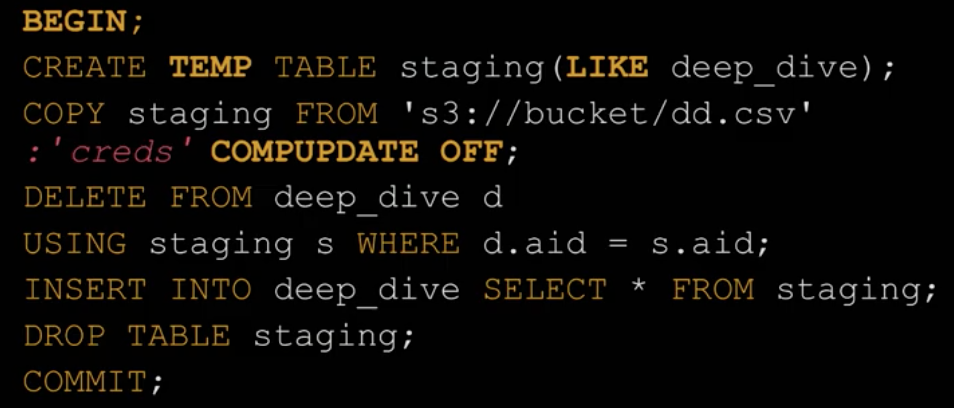 BEGIN;
CREATE TEMP TABLE staging(LIKE deep_dive);
COPY staging FROM 's3://bucket/dd.csv'
:'creds' COMPUPDATE OFF;
DELETE FROM deep_dive d
USING staging s WHERE d.aid = s.aid;
INSERT INTO deep_dive SELECT * FROM staging;
DROP TABLE staging;
COMMIT;